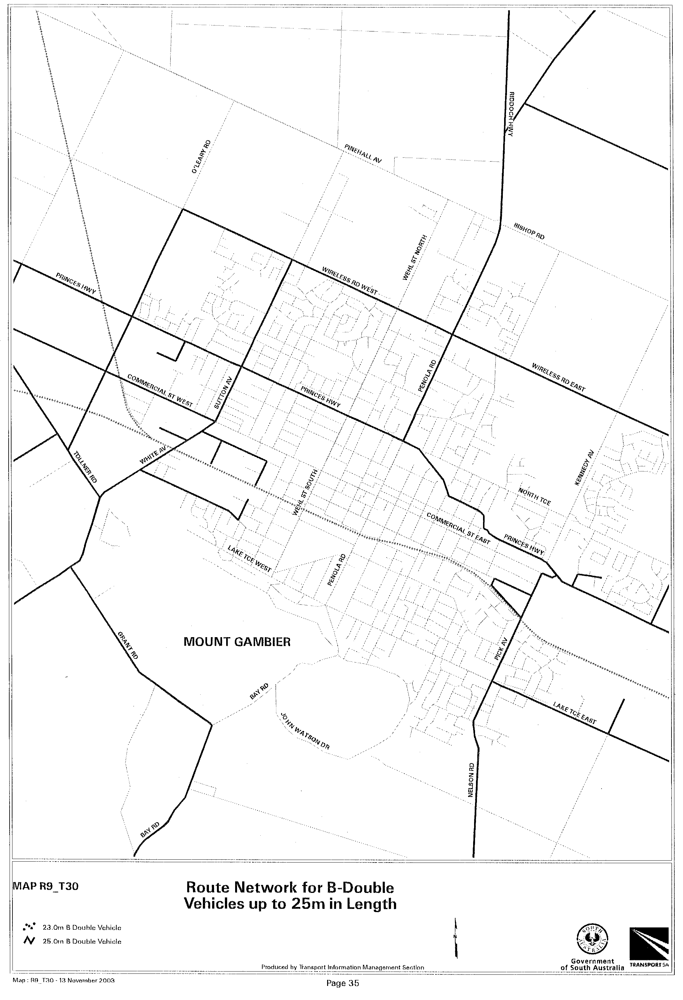 RIDDOCH HWY
O'LEARY RD
PINEHALL AV
BISHOP RD
WEHL ST NORTH
PRINCES HWY
WIRELESS RD WEST
PENOLA RD
WIRELESS RD EAST
COMMERCIAL ST WEST
SUTTON AV
PRINCES HWY
KENNEDY AV
TOLLNER RD
WHITE AV
WEHL ST SOUTH
NORTH TCE
COMMERCIAL ST EAST
PRINCES HWY
LAKE TCE WEST
PENOLA RD
GRANT RD
MOUNT GAMBIER
PICK AV
BAY RD
JOHN WATSON DR
LAKE TCE EAST
NELSON RD
BAY RD
MAP R9_T30
Route Network for B-Double
Vehicles up to 25m in Length
23.0m B Double Vehicle
25.0m B Double Vehicle
N
SOUTH
AUSTRALIA
Government
of South Australia
TRANSPORT SA
Produced by Transport Information Management Section
Map : R9_T30 - 13 November 2003
Page 35